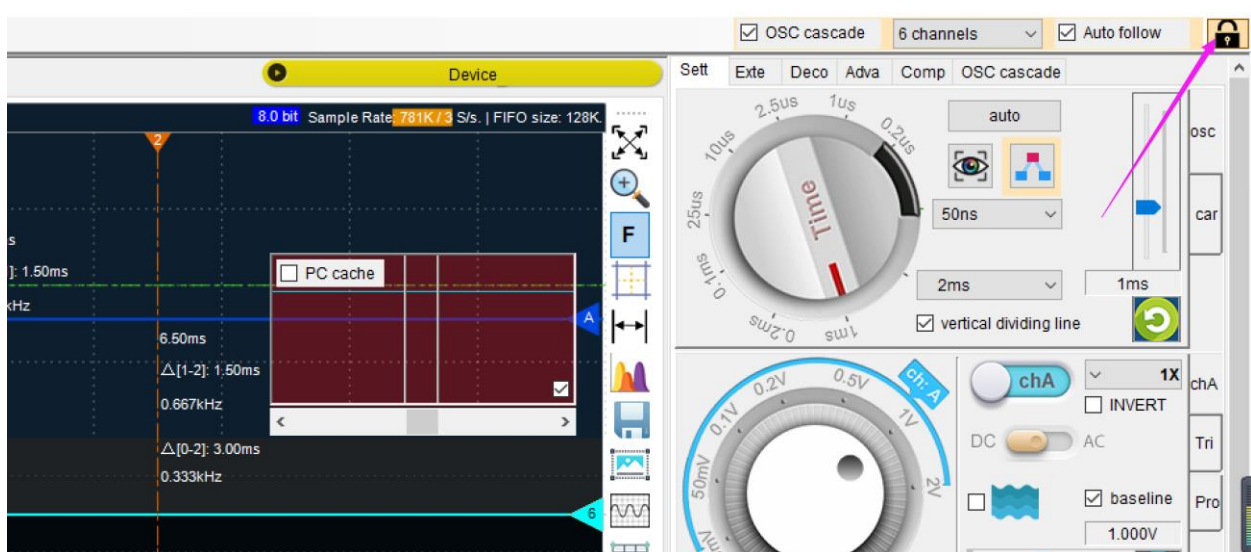 OSC cascade 6 channels Auto follow
Device
Sett Exte Deco Adva Comp OSC cascade
8.0 bit Sample Rate: 781K / 3 S/s. | FIFO size: 128K.
2
2.5us 1us 0.2us
10us
25us
0.1ms
0.2ms 1ms
Time
auto
50ns
2ms
1ms
vertical dividing line
osc
car
F
]: 1.50ms
PC cache
kHz
A
6.50ms
△[1-2]: 1.50ms
0.667kHz
△[0-2]: 3.00ms
0.333kHz
6
ch: A
0.2V 0.5V
0.1V 1V
50mV 2V
mV
chA
1X
INVERT
DC AC
baseline
1.000V
chA
Tri
Pro